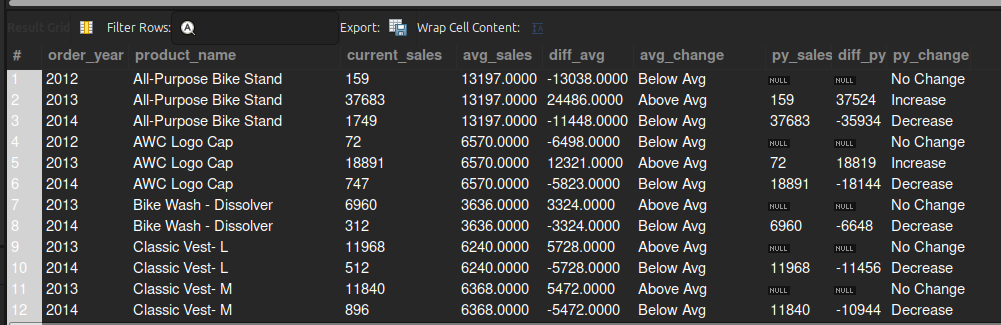 Result Grid Filter Rows: Export: Wrap Cell Content: IA
# order_year product_name current_sales avg_sales diff_avg avg_change py_sales diff_py py_change
1 2012 All-Purpose Bike Stand 159 13197.0000 -13038.0000 Below Avg NULL NULL No Change
2 2013 All-Purpose Bike Stand 37683 13197.0000 24486.0000 Above Avg 159 37524 Increase
3 2014 All-Purpose Bike Stand 1749 13197.0000 -11448.0000 Below Avg 37683 -35934 Decrease
4 2012 AWC Logo Cap 72 6570.0000 -6498.0000 Below Avg NULL NULL No Change
5 2013 AWC Logo Cap 18891 6570.0000 12321.0000 Above Avg 72 18819 Increase
6 2014 AWC Logo Cap 747 6570.0000 -5823.0000 Below Avg 18891 -18144 Decrease
7 2013 Bike Wash - Dissolver 6960 3636.0000 3324.0000 Above Avg NULL NULL No Change
8 2014 Bike Wash - Dissolver 312 3636.0000 -3324.0000 Below Avg 6960 -6648 Decrease
9 2013 Classic Vest- L 11968 6240.0000 5728.0000 Above Avg NULL NULL No Change
10 2014 Classic Vest- L 512 6240.0000 -5728.0000 Below Avg 11968 -11456 Decrease
11 2013 Classic Vest- M 11840 6368.0000 5472.0000 Above Avg NULL NULL No Change
12 2014 Classic Vest- M 896 6368.0000 -5472.0000 Below Avg 11840 -10944 Decrease